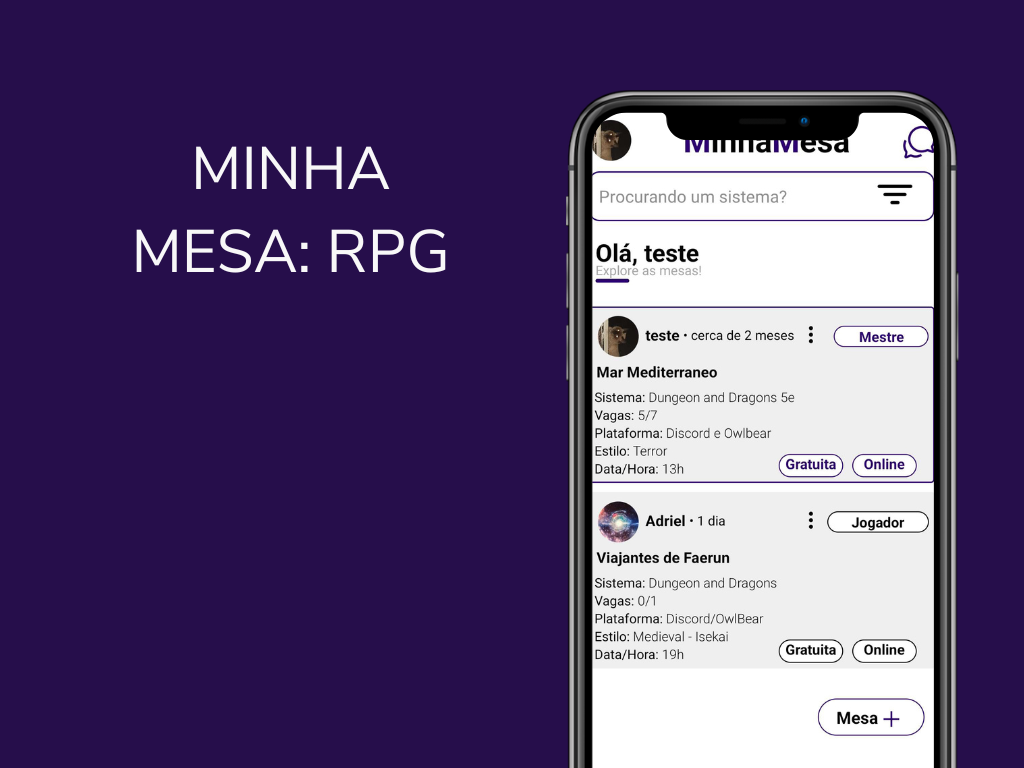 MINHA
MESA: RPG
MinhaMesa
Procurando um sistema?
Olá, teste
Explore as mesas!
teste • cerca de 2 meses
Mestre
Mar Mediterraneo
Sistema: Dungeon and Dragons 5e
Vagas: 5/7
Plataforma: Discord e Owlbear
Estilo: Terror
Data/Hora: 13h
Gratuita
Online
Adriel • 1 dia
Jogador
Viajantes de Faerun
Sistema: Dungeon and Dragons
Vagas: 0/1
Plataforma: Discord/OwlBear
Estilo: Medieval - Isekai
Data/Hora: 19h
Gratuita
Online
Mesa +